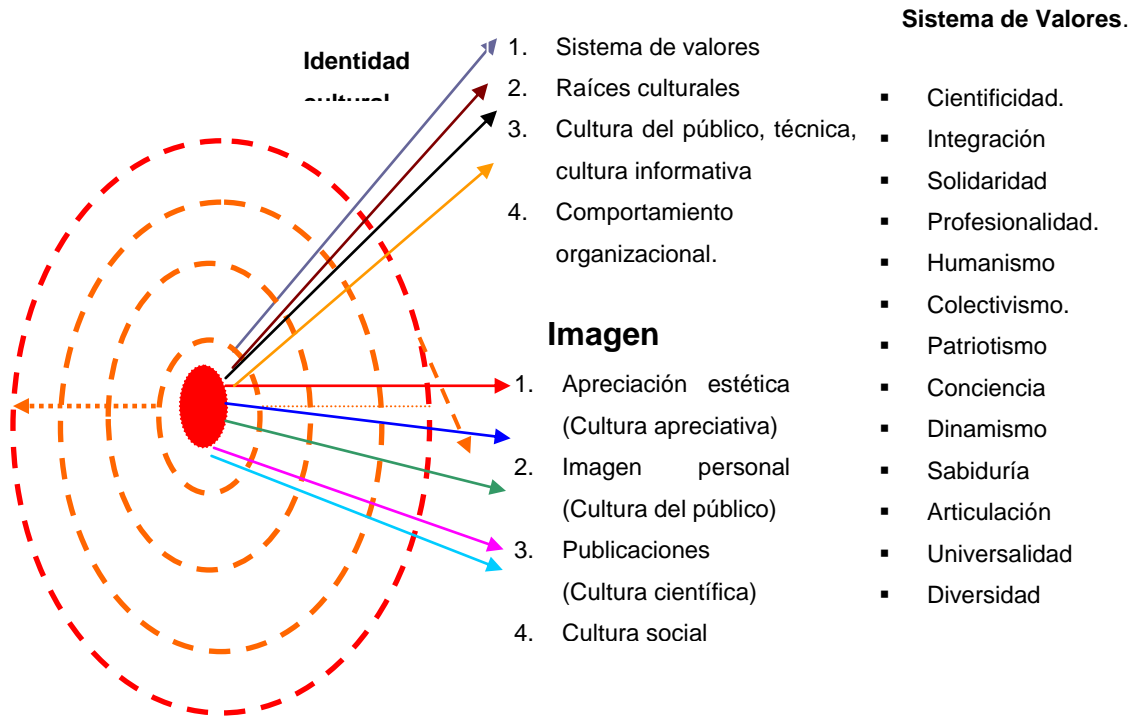 Identidad
cultural
1. Sistema de valores
2. Raíces culturales
3. Cultura del público, técnica,
cultura informativa
4. Comportamiento
organizacional.
Imagen
1. Apreciación estética
(Cultura apreciativa)
2. Imagen personal
(Cultura del público)
3. Publicaciones
(Cultura científica)
4. Cultura social
Sistema de Valores.
▪ Cientificidad.
▪ Integración
▪ Solidaridad
▪ Profesionalidad.
▪ Humanismo
▪ Colectivismo.
▪ Patriotismo
▪ Conciencia
▪ Dinamismo
▪ Sabiduría
▪ Articulación
▪ Universalidad
▪ Diversidad